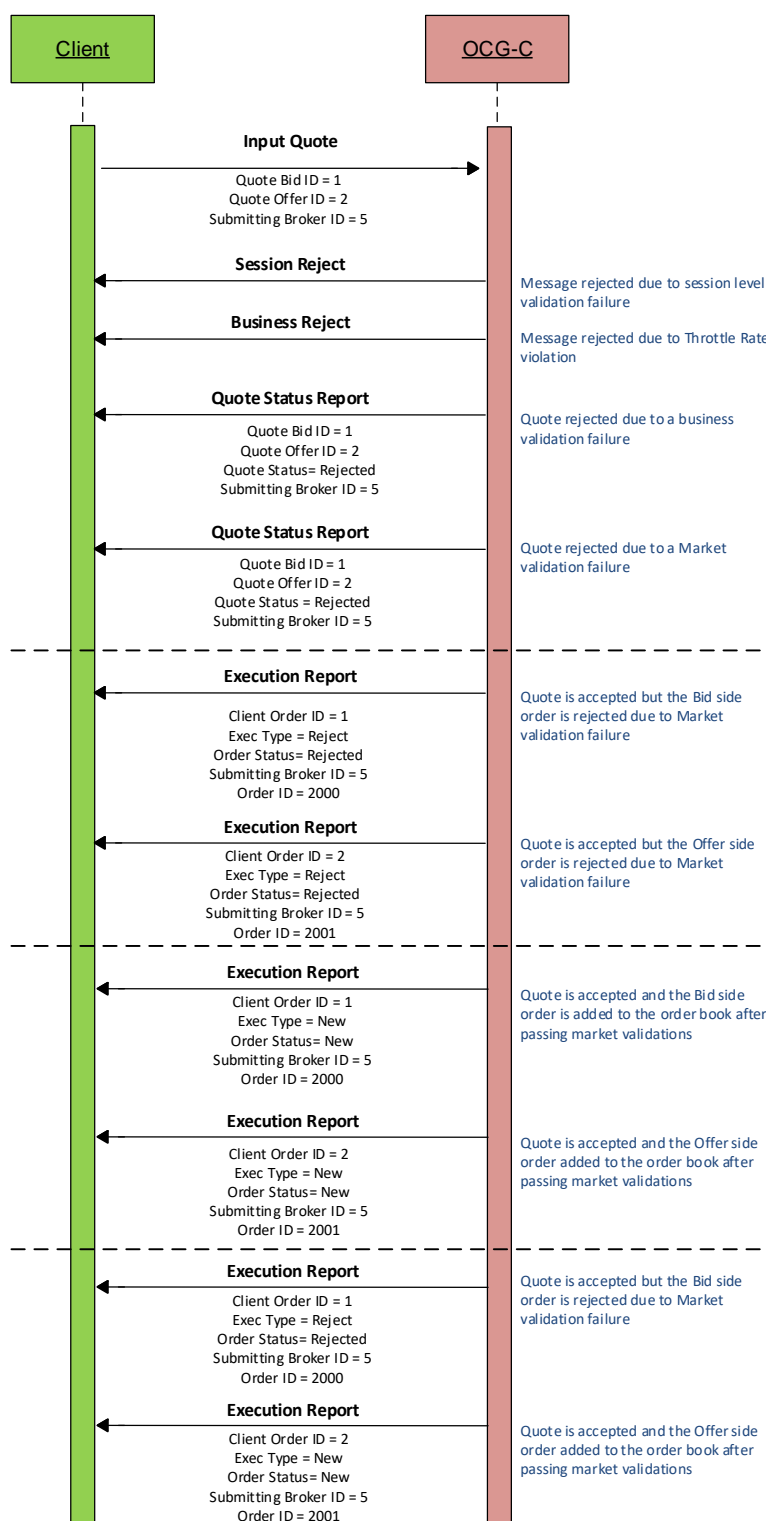 Client
OCG-C
Input Quote
Quote Bid ID = 1
Quote Offer ID = 2
Submitting Broker ID = 5
Session Reject
Message rejected due to session level
validation failure
Business Reject
Message rejected due to Throttle Rate
violation
Quote Status Report
Quote rejected due to a business
validation failure
Quote Bid ID = 1
Quote Offer ID = 2
Quote Status= Rejected
Submitting Broker ID = 5
Quote Status Report
Quote rejected due to a Market
validation failure
Quote Bid ID = 1
Quote Offer ID = 2
Quote Status = Rejected
Submitting Broker ID = 5
Execution Report
Quote is accepted but the Bid side
order is rejected due to Market
validation failure
Client Order ID = 1
Exec Type = Reject
Order Status= Rejected
Submitting Broker ID = 5
Order ID = 2000
Execution Report
Quote is accepted but the Offer side
order is rejected due to Market
validation failure
Client Order ID = 2
Exec Type = Reject
Order Status= Rejected
Submitting Broker ID = 5
Order ID = 2001
Execution Report
Quote is accepted and the Bid side
order is added to the order book after
passing market validations
Client Order ID = 1
Exec Type = New
Order Status= New
Submitting Broker ID = 5
Order ID = 2000
Execution Report
Quote is accepted and the Offer side
order added to the order book after
passing market validations
Client Order ID = 2
Exec Type = New
Order Status= New
Submitting Broker ID = 5
Order ID = 2001
Execution Report
Quote is accepted but the Bid side
order is rejected due to Market
validation failure
Client Order ID = 1
Exec Type = Reject
Order Status= Rejected
Submitting Broker ID = 5
Order ID = 2000
Execution Report
Quote is accepted and the Offer side
order added to the order book after
passing market validations
Client Order ID = 2
Exec Type = New
Order Status= New
Submitting Broker ID = 5
Order ID = 2001